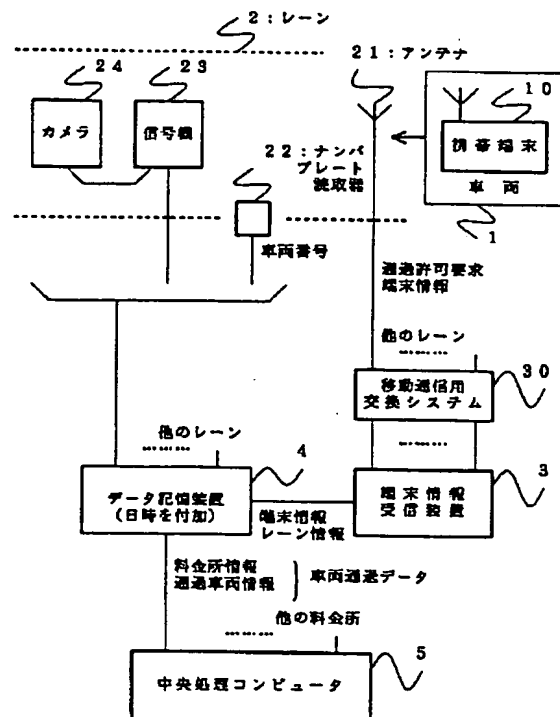 2:レーン
24
23
21:アンテナ
10
カメラ
信号機
22:ナンバ
プレート
読取器
携帯端末
車両
1
車両番号
通過許可要求
端末情報
他のレーン
………
30
移動通信用
交換システム
………
他のレーン
………
4
3
データ記憶装置
(日時を付加)
端末情報
レーン情報
端末情報
受信装置
料金所情報
通過車両情報
車両通過データ
他の料金所
………
5
中央処理コンピュータ